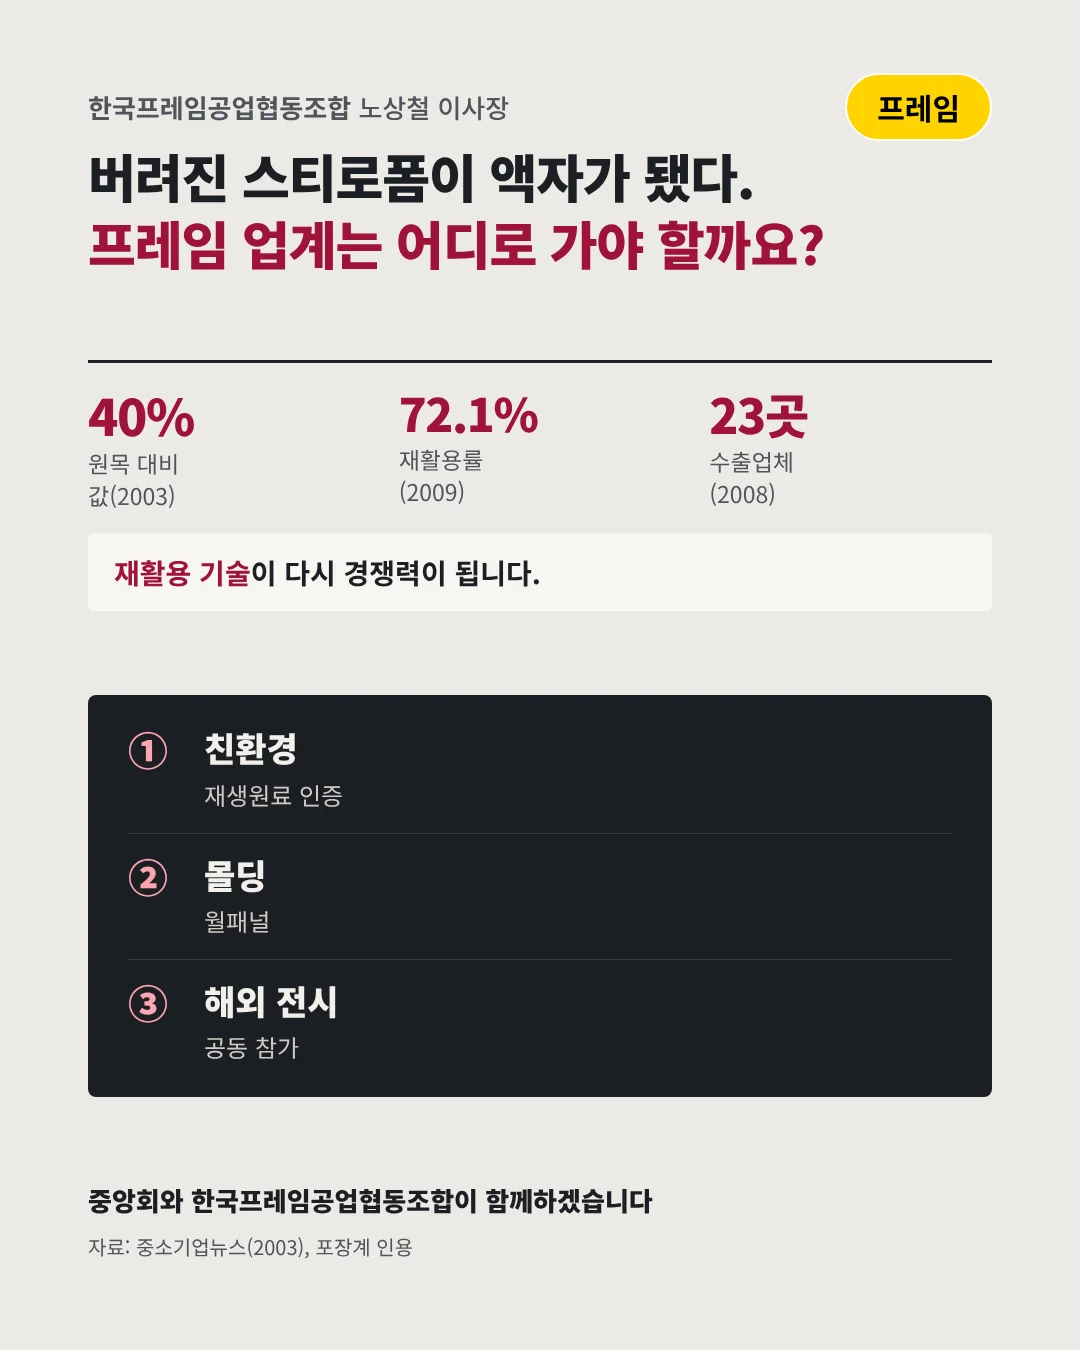 한국프레임공업협동조합 노상철 이사장
프레임
버려진 스티로폼이 액자가 됐다.
프레임 업계는 어디로 가야 할까요?
40%
원목 대비
값(2003)
72.1%
재활용률
(2009)
23곳
수출업체
(2008)
재활용 기술이 다시 경쟁력이 됩니다.
① 친환경
재생원료 인증
② 몰딩
월패널
③ 해외 전시
공동 참가
중앙회와 한국프레임공업협동조합이 함께하겠습니다
자료: 중소기업뉴스(2003), 포장계 인용